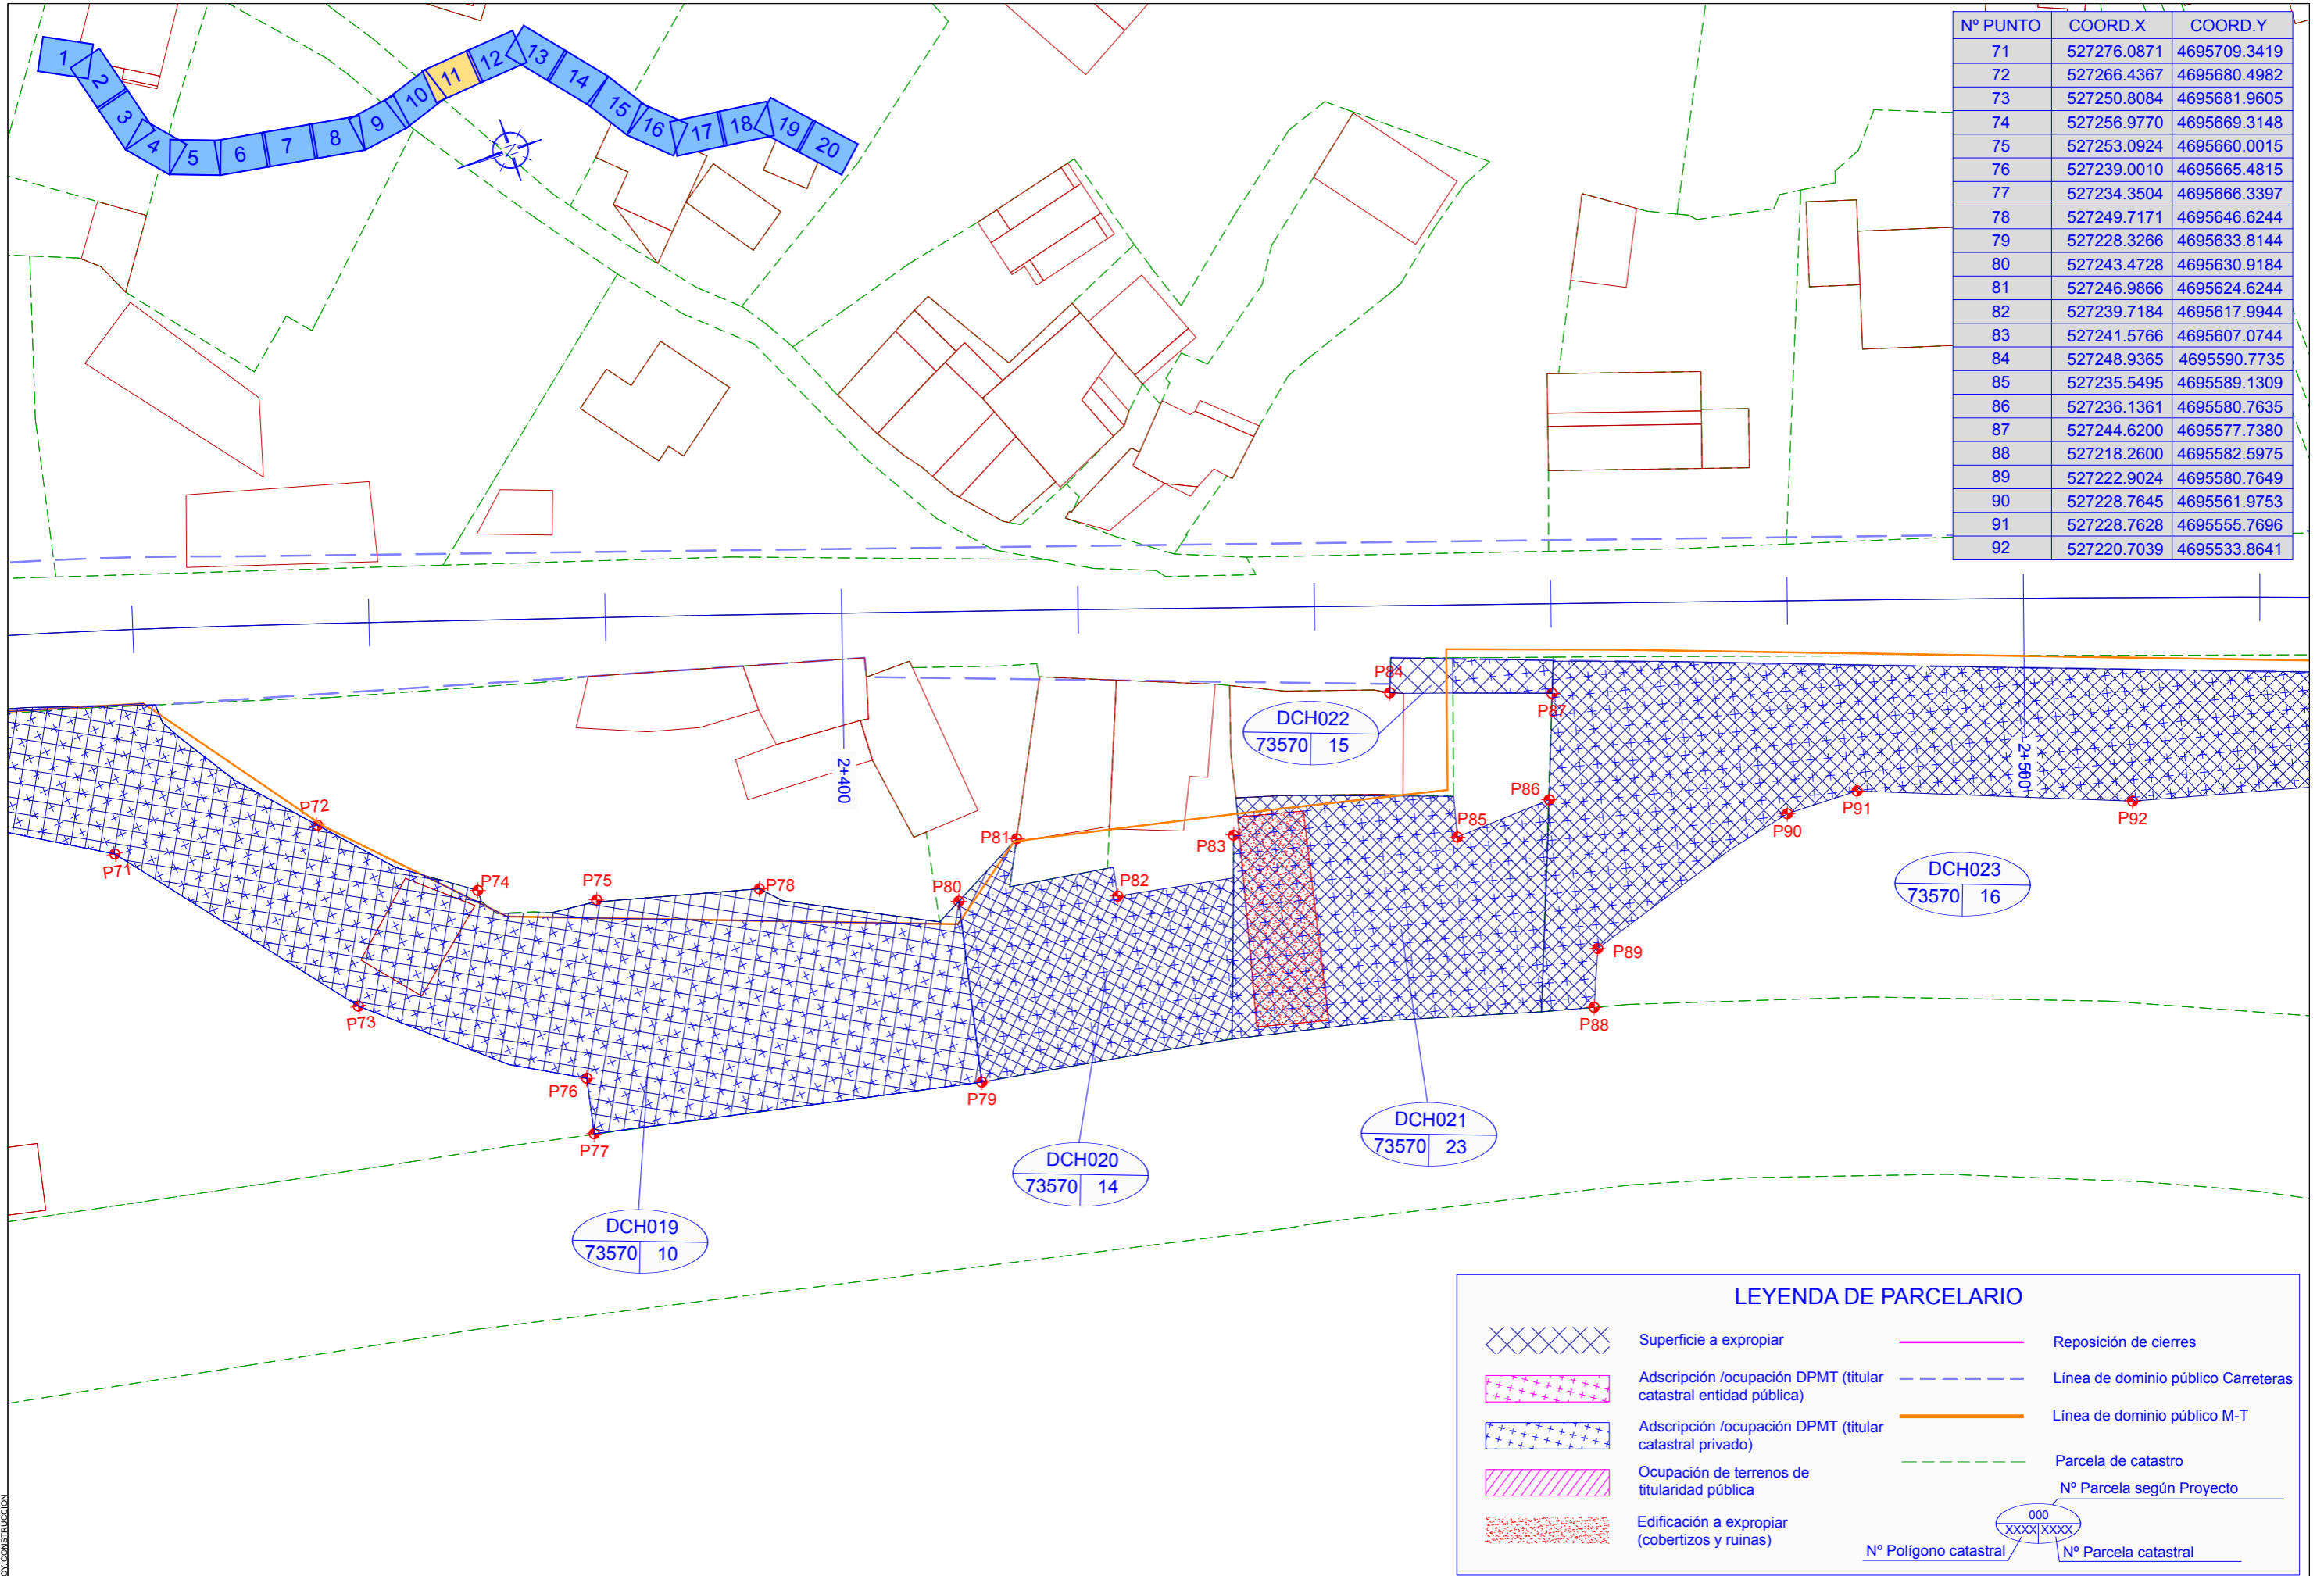 1 2 3 4 5 6 7 8 9 10 11 12 13 14 15 16 17 18 19 20
N
Nº PUNTO COORD.X COORD.Y
71 527276.0871 4695709.3419
72 527266.4367 4695680.4982
73 527250.8084 4695681.9605
74 527256.9770 4695669.3148
75 527253.0924 4695660.0015
76 527239.0010 4695665.4815
77 527234.3504 4695666.3397
78 527249.7171 4695646.6244
79 527228.3266 4695633.8144
80 527243.4728 4695630.9184
81 527246.9866 4695624.6244
82 527239.7184 4695617.9944
83 527241.5766 4695607.0744
84 527248.9365 4695590.7735
85 527235.5495 4695589.1309
86 527236.1361 4695580.7635
87 527244.6200 4695577.7380
88 527218.2600 4695582.5975
89 527222.9024 4695580.7649
90 527228.7645 4695561.9753
91 527228.7628 4695555.7696
92 527220.7039 4695533.8641
P84
P87
DCH022
73570 15
2+400
2+500
P72
P71
P74
P75
P78
P80
P81
P82
P83
P85
P86
P90
P91
P92
DCH023
73570 16
P89
P88
P73
P76
P77
P79
DCH021
73570 23
DCH020
73570 14
DCH019
73570 10
LEYENDA DE PARCELARIO
Superficie a expropiar
Adscripción /ocupación DPMT (titular
catastral entidad pública)
Adscripción /ocupación DPMT (titular
catastral privado)
Ocupación de terrenos de
titularidad pública
Edificación a expropiar
(cobertizos y ruinas)
Reposición de cierres
Línea de dominio público Carreteras
Línea de dominio público M-T
Parcela de catastro
Nº Parcela según Proyecto
000
XXXX XXXX
Nº Polígono catastral
Nº Parcela catastral
CONSTRUCCION